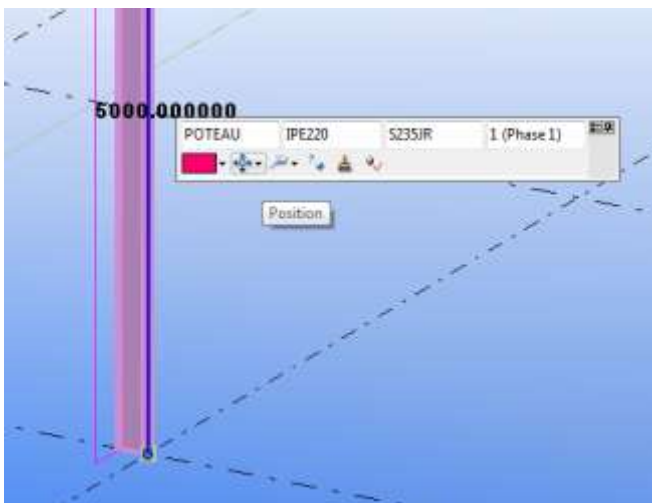 5000.000000
POTEAU IPE220 S235JR 1 (Phase 1)
Position